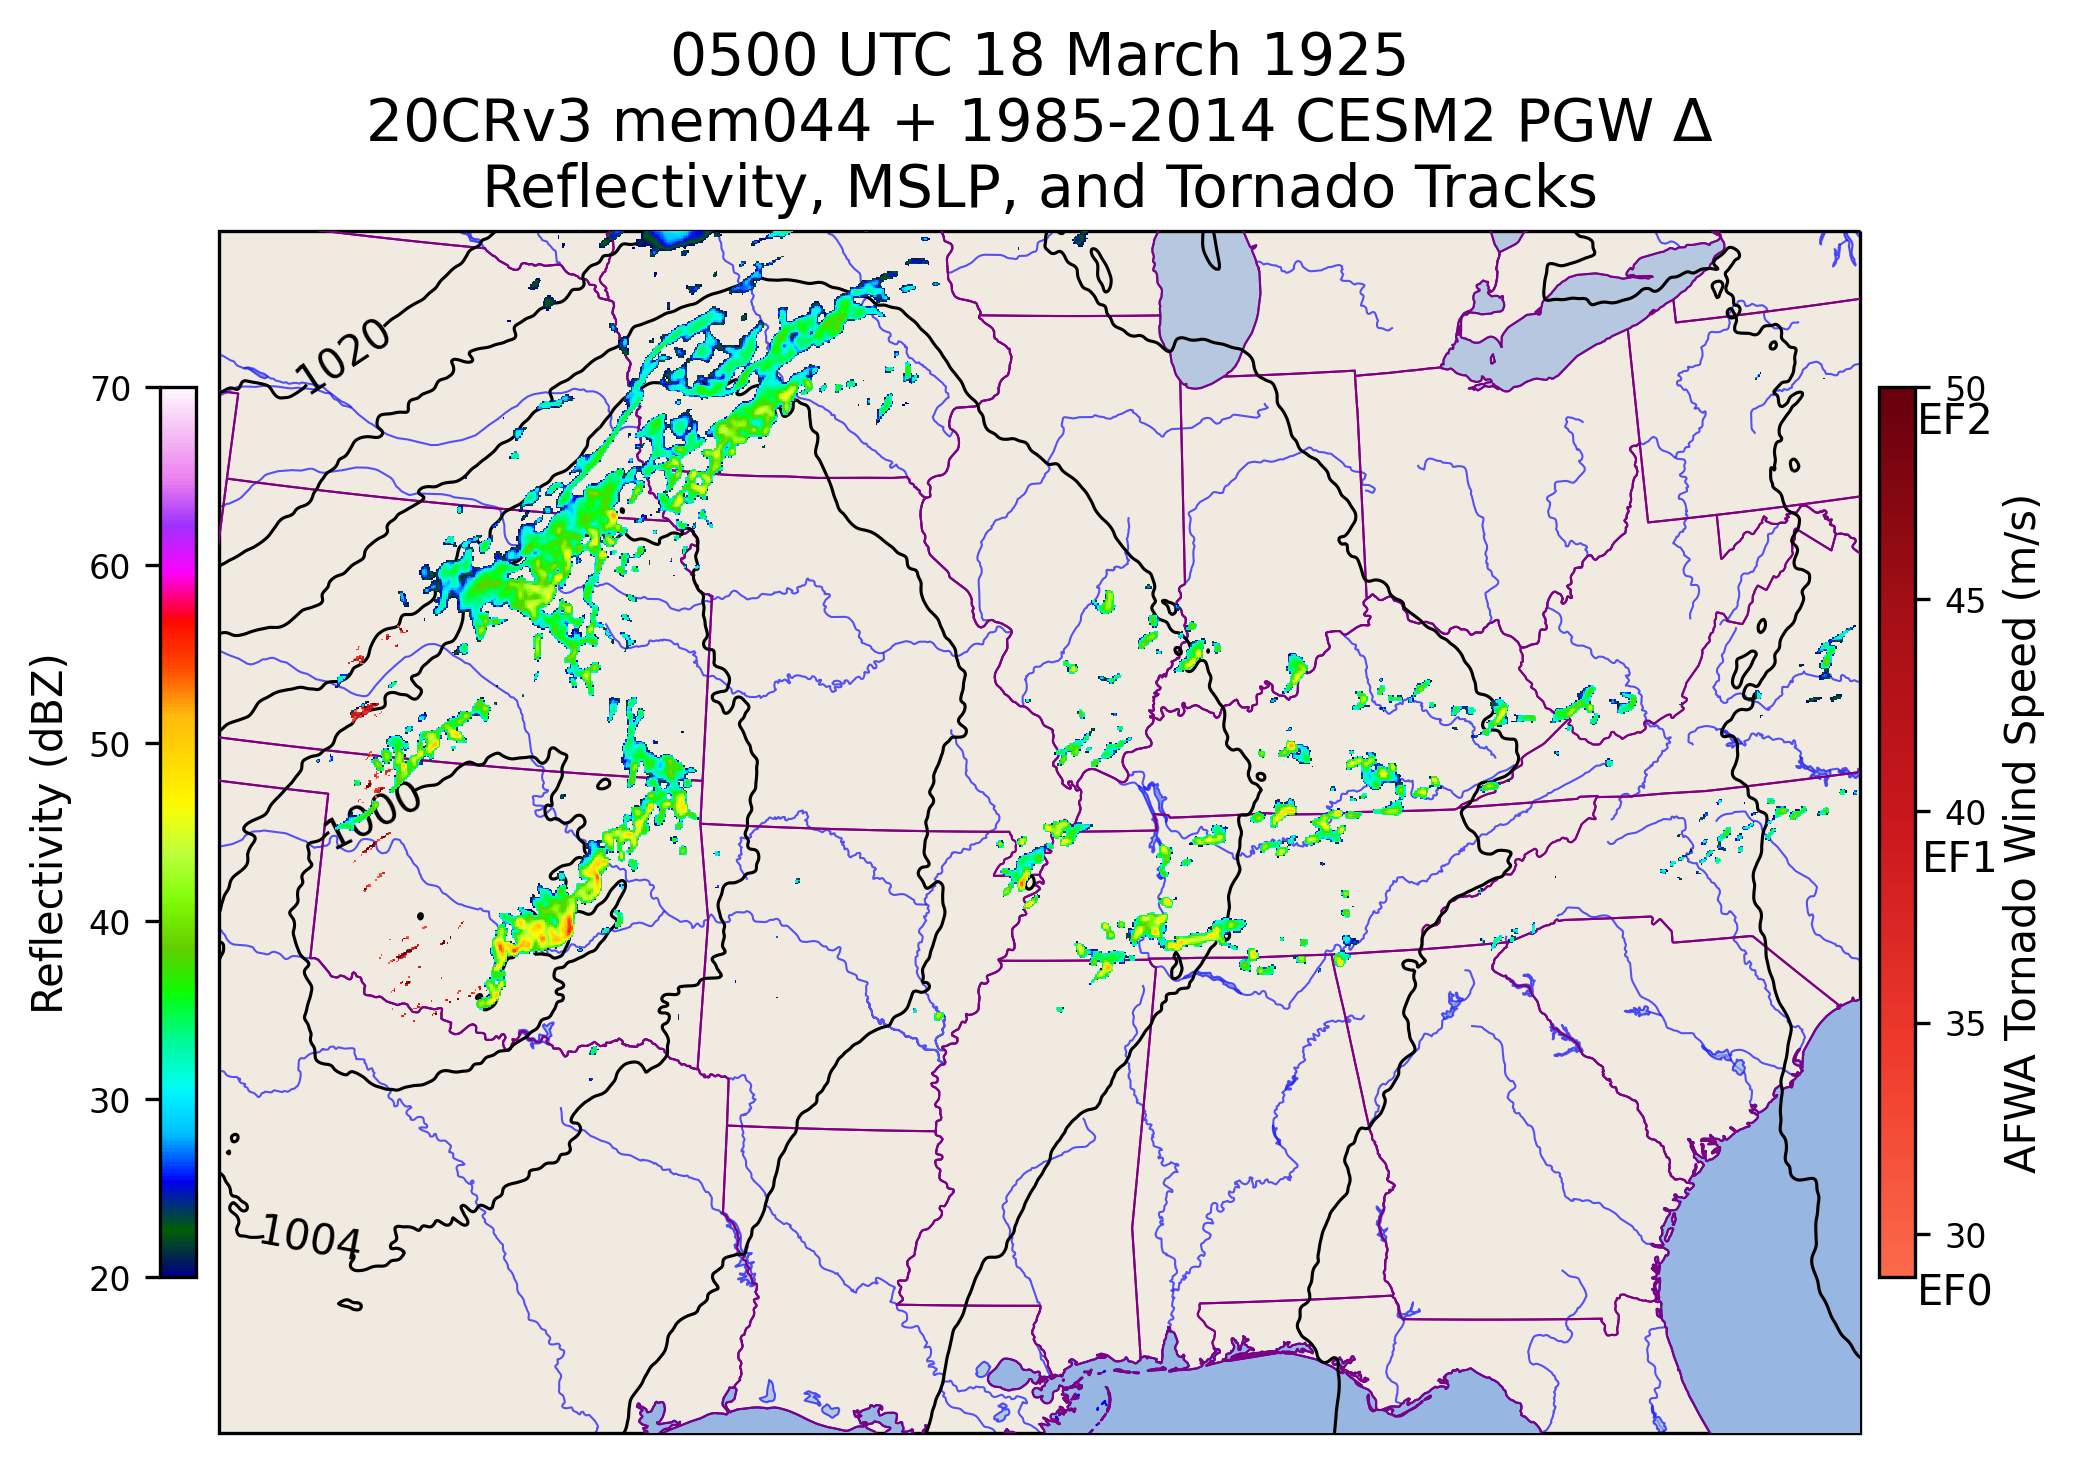 0500 UTC 18 March 1925
20CRv3 mem044 + 1985-2014 CESM2 PGW Δ
Reflectivity, MSLP, and Tornado Tracks
1020
1000
1004
70
60
50
40
30
20
Reflectivity (dBZ)
50
EF2
45
40
EF1
35
30
EF0
AFWA Tornado Wind Speed (m/s)